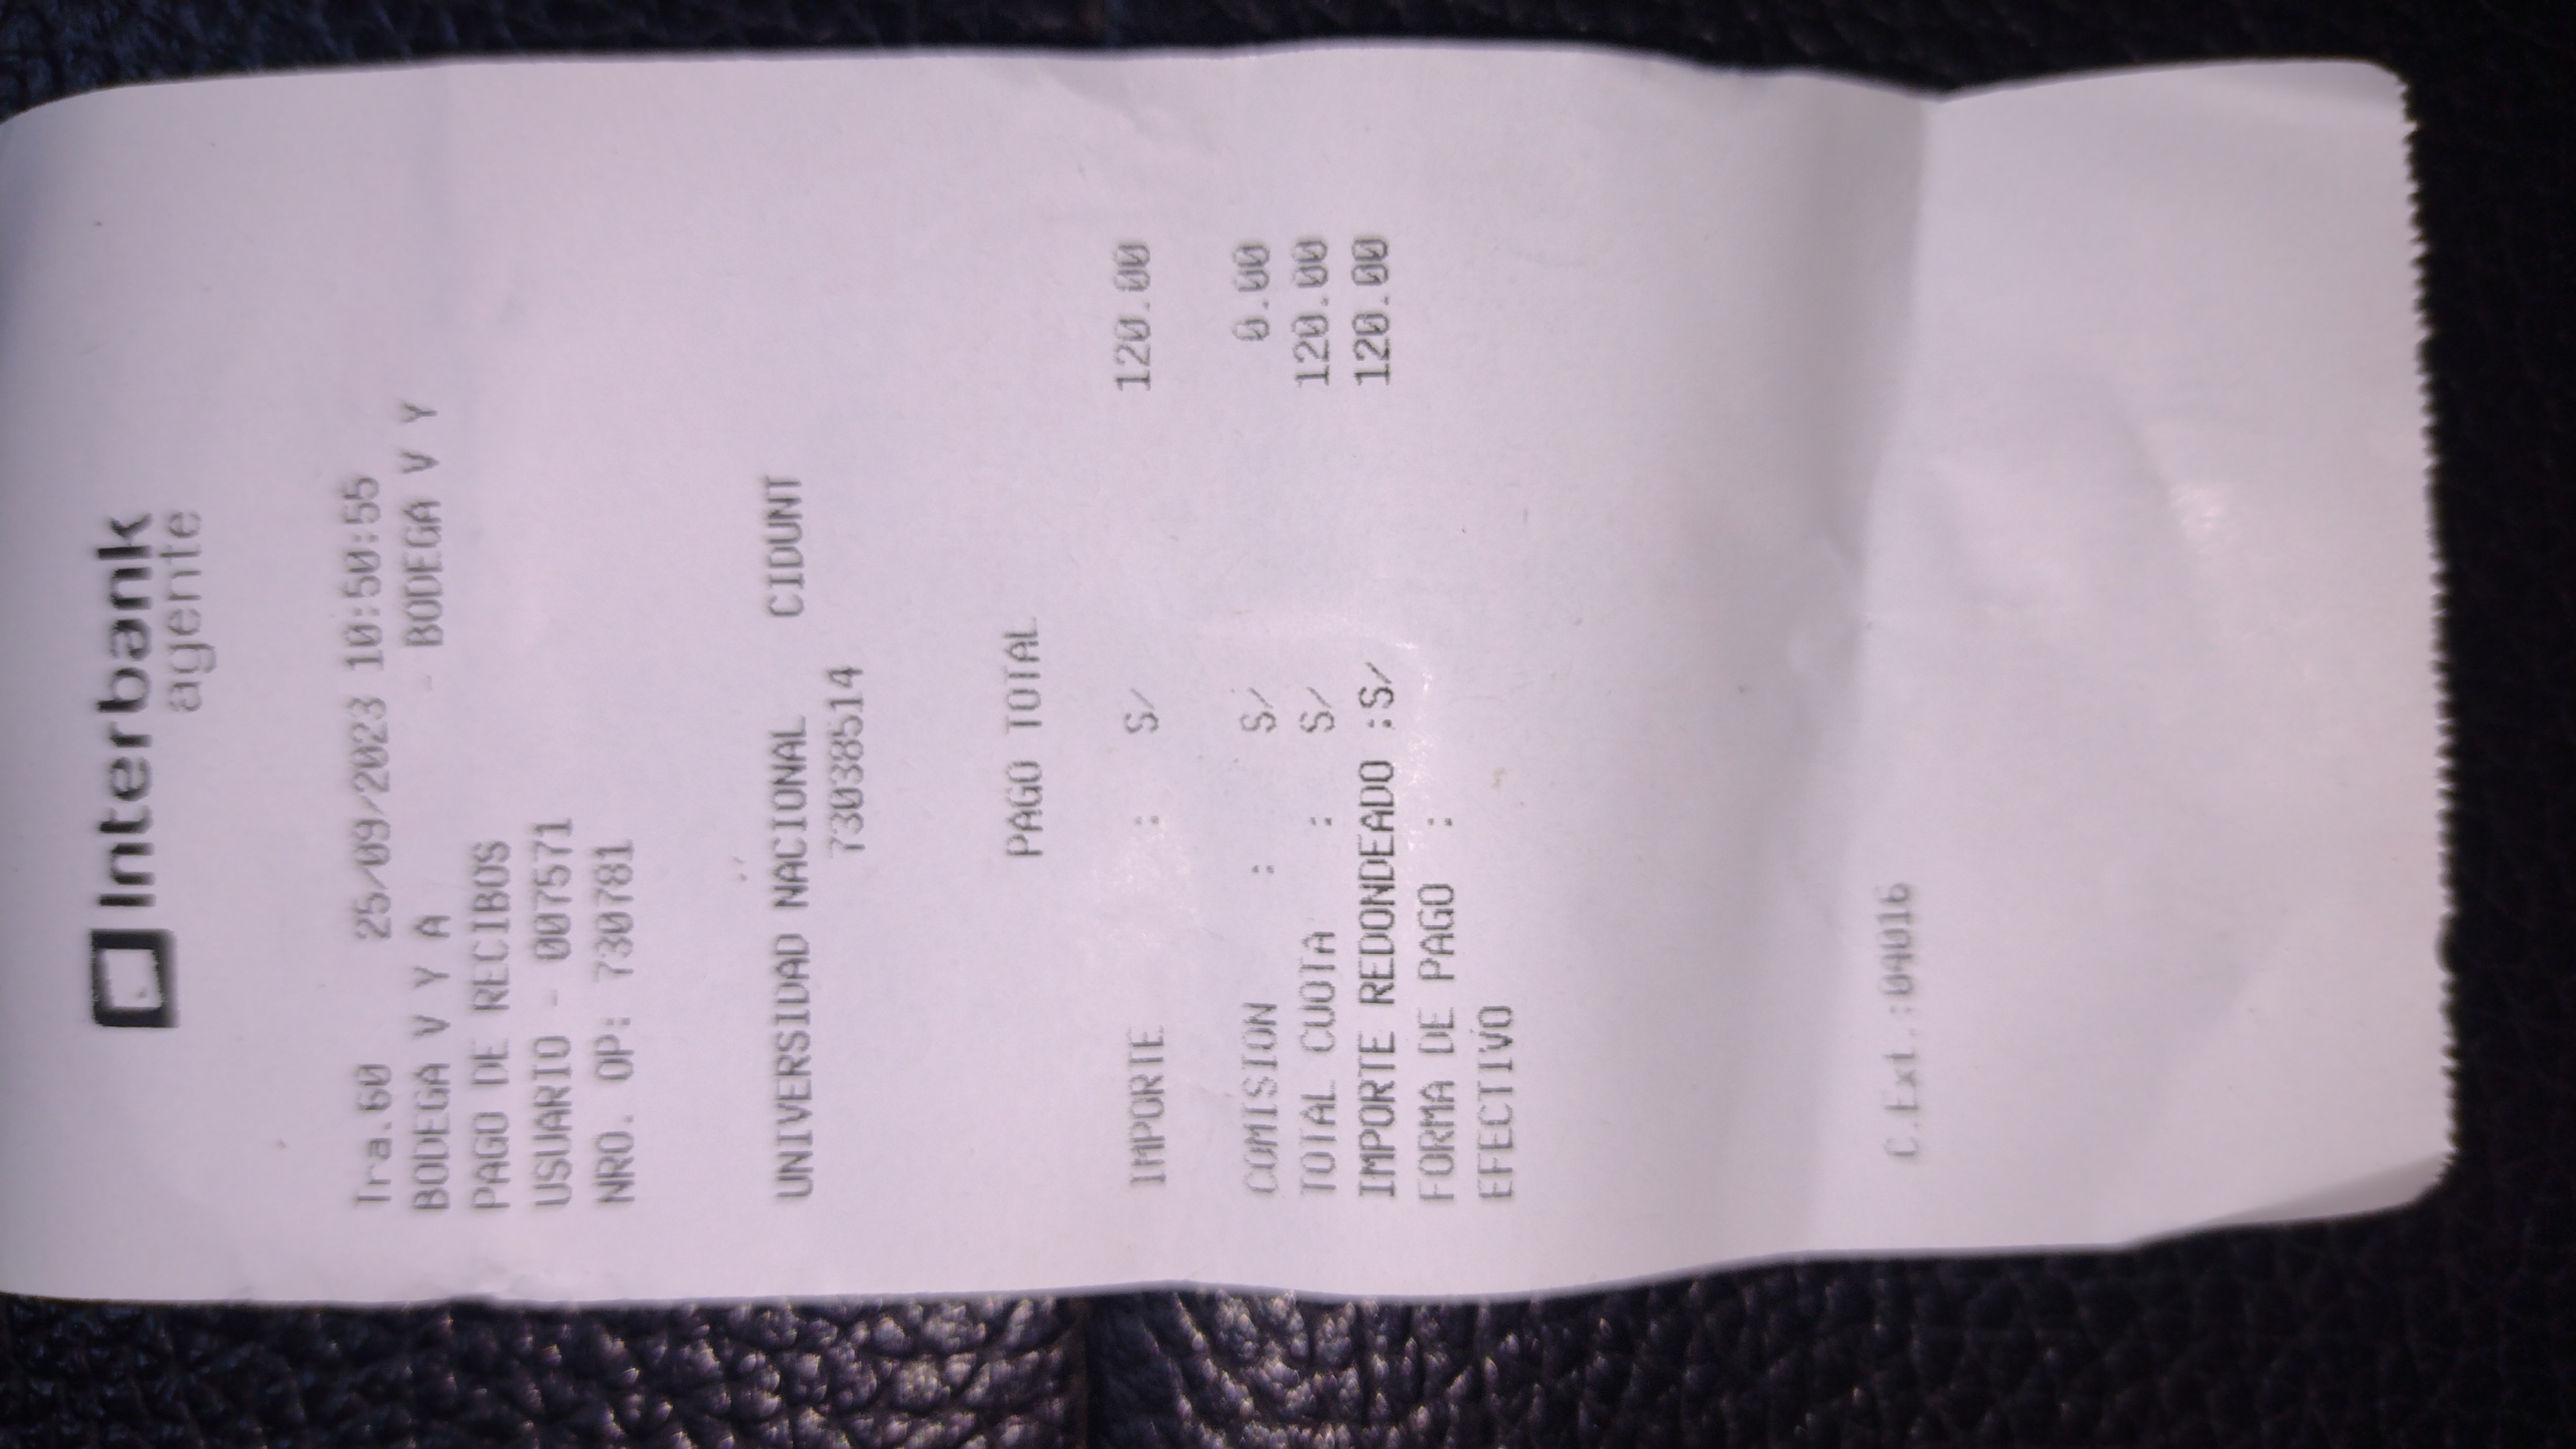 Interbank
agente
Tra.60 25/09/2023 10:50:55
BODEGA V Y A - BODEGA V Y
PAGO DE RECIBOS
USUARIO - 007571
NRO. OP: 730781
UNIVERSIDAD NACIONAL CIDUNT
73038514
PAGO TOTAL
IMPORTE : S/ 120.00
COMISION : S/ 0.00
TOTAL CUOTA : S/ 120.00
IMPORTE REDONDEADO :S/ 120.00
FORMA DE PAGO :
EFECTIVO
C.Ext.:04016